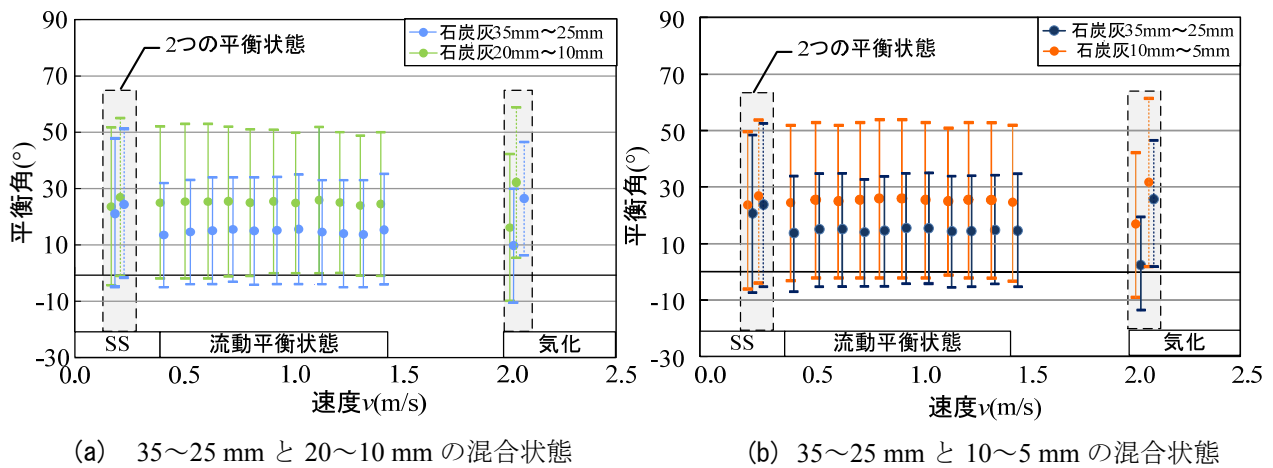 90
70
50
30
10
-10
-30
平衡角(°)
2つの平衡状態
石炭灰35mm～25mm
石炭灰20mm～10mm
SS
流動平衡状態
気化
0.0 0.5 1.0 1.5 2.0 2.5
速度v(m/s)
(a) 35～25 mm と 20～10 mm の混合状態
90
70
50
30
10
-10
-30
平衡角(°)
2つの平衡状態
石炭灰35mm～25mm
石炭灰10mm～5mm
SS
流動平衡状態
気化
0.0 0.5 1.0 1.5 2.0 2.5
速度v(m/s)
(b) 35～25 mm と 10～5 mm の混合状態